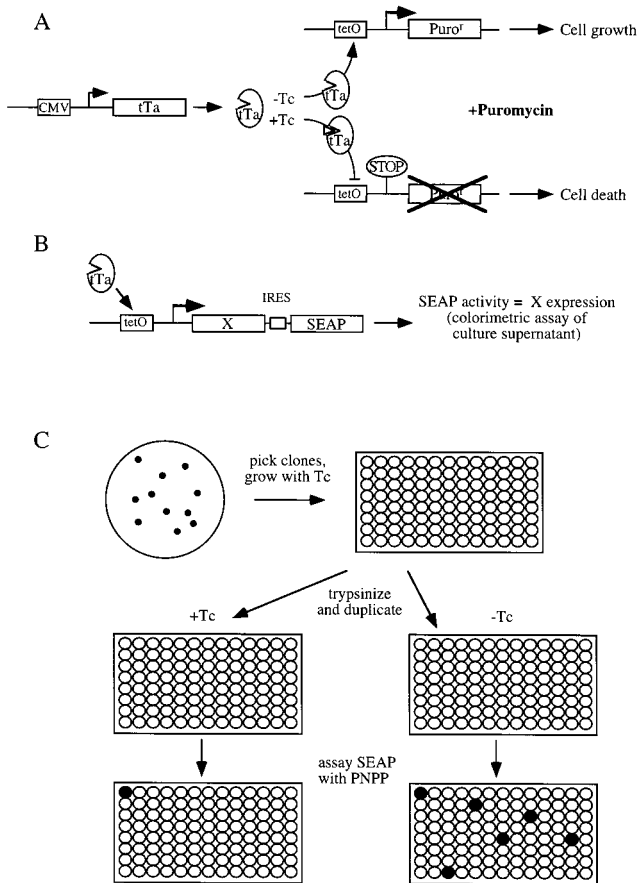 A
tetO
Puroʳ
Cell growth
CMV
tTa
tTa
-Tc
+Tc
tTa
tTa
+Puromycin
STOP
tetO
Cell death
B
tTa
tetO
X
IRES
SEAP
SEAP activity = X expression
(colorimetric assay of
culture supernatant)
C
pick clones,
grow with Tc
trypsinize
and duplicate
+Tc
-Tc
assay SEAP
with PNPP